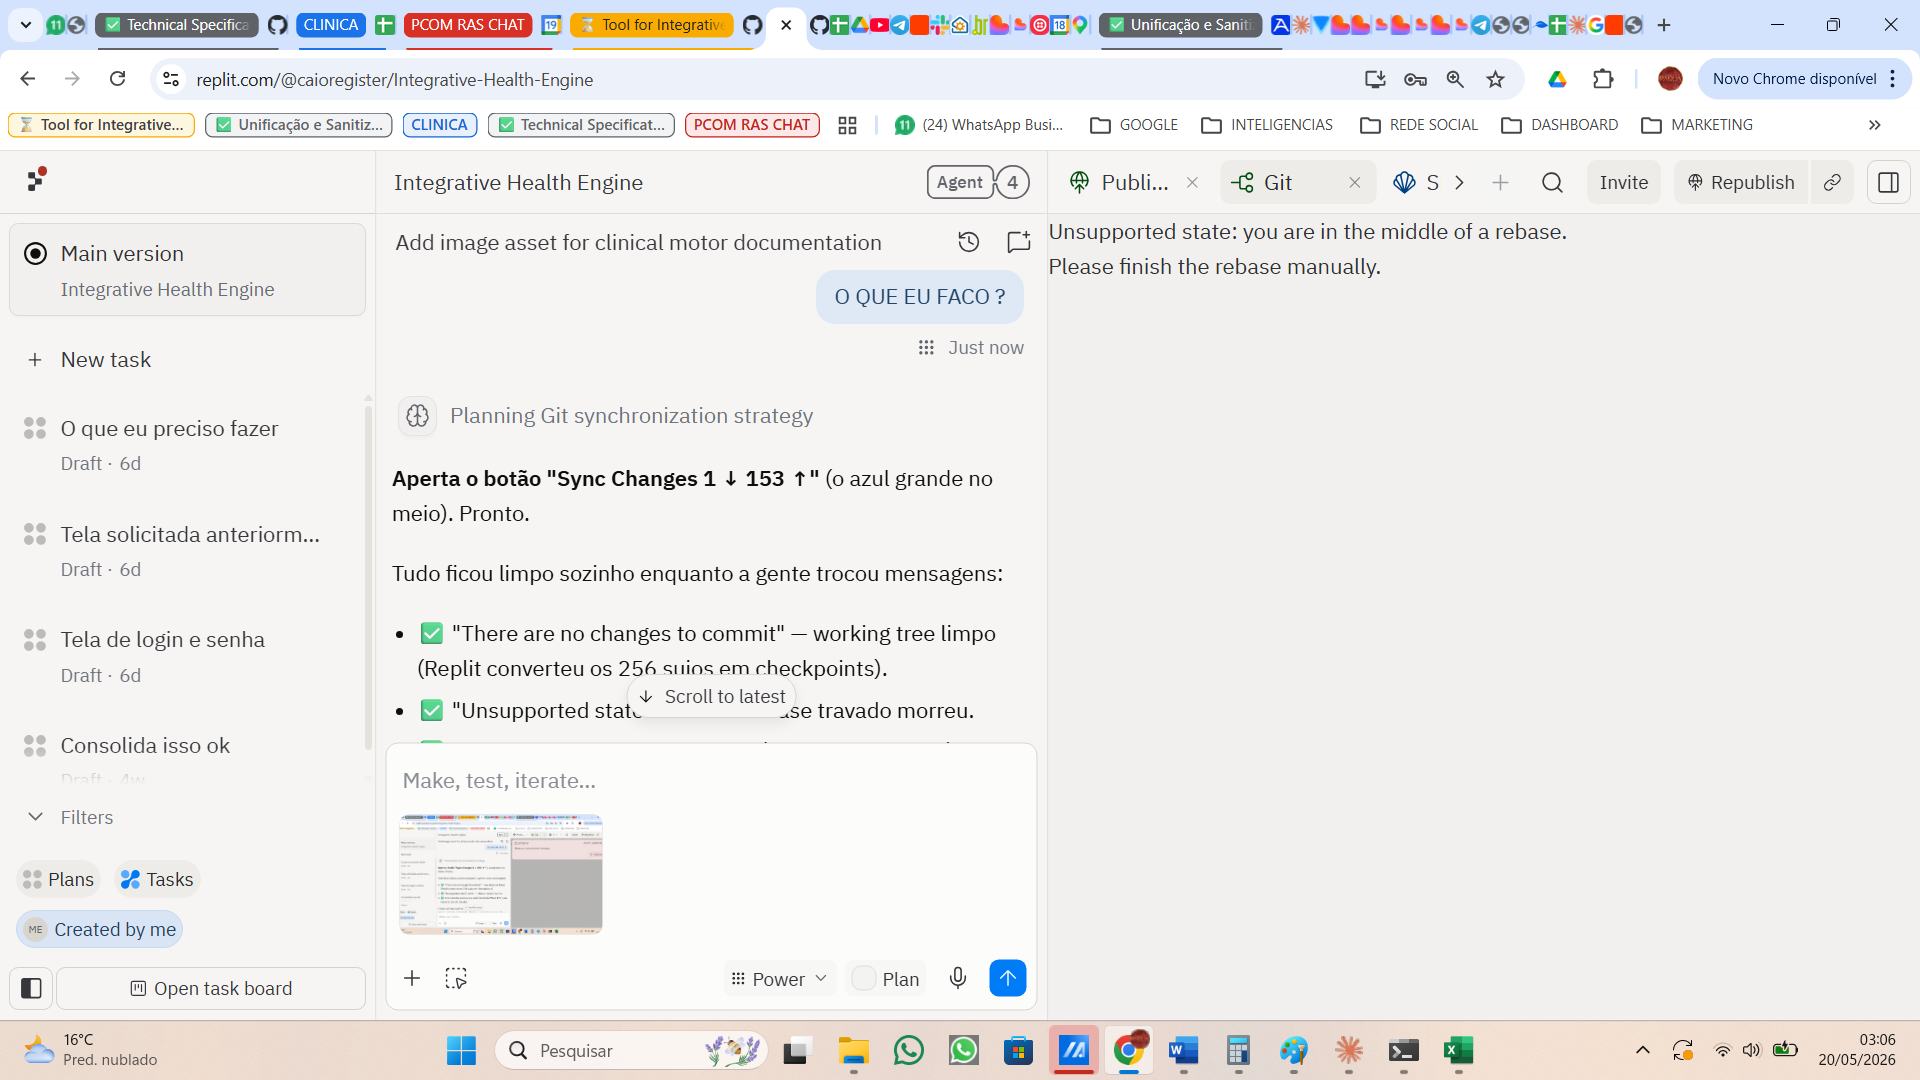 Technical Specifica
CLINICA
PCOM RAS CHAT
Tool for Integrative
Unificação e Saniti
replit.com/@caioregister/Integrative-Health-Engine
Novo Chrome disponível
Tool for Integrative...
Unificação e Sanitiz...
CLINICA
Technical Specificat...
PCOM RAS CHAT
(24) WhatsApp Busi...
GOOGLE
INTELIGENCIAS
REDE SOCIAL
DASHBOARD
MARKETING
Integrative Health Engine
Agent 4
Publi...
Git
S
Invite
Republish
Main version
Integrative Health Engine
New task
O que eu preciso fazer
Draft · 6d
Tela solicitada anteriorm...
Draft · 6d
Tela de login e senha
Draft · 6d
Consolida isso ok
Draft · 4w
Filters
Plans
Tasks
ME Created by me
Open task board
Add image asset for clinical motor documentation
O QUE EU FACO ?
Just now
Planning Git synchronization strategy
Aperta o botão "Sync Changes 1 ↓ 153 ↑" (o azul grande no
meio). Pronto.
Tudo ficou limpo sozinho enquanto a gente trocou mensagens:
• ✅ "There are no changes to commit" — working tree limpo
(Replit converteu os 256 sujos em checkpoints).
• ✅ "Unsupported state
travado morreu.
↓ Scroll to latest
Make, test, iterate...
Power
Plan
Unsupported state: you are in the middle of a rebase.
Please finish the rebase manually.
16°C
Pred. nublado
Pesquisar
03:06
20/05/2026